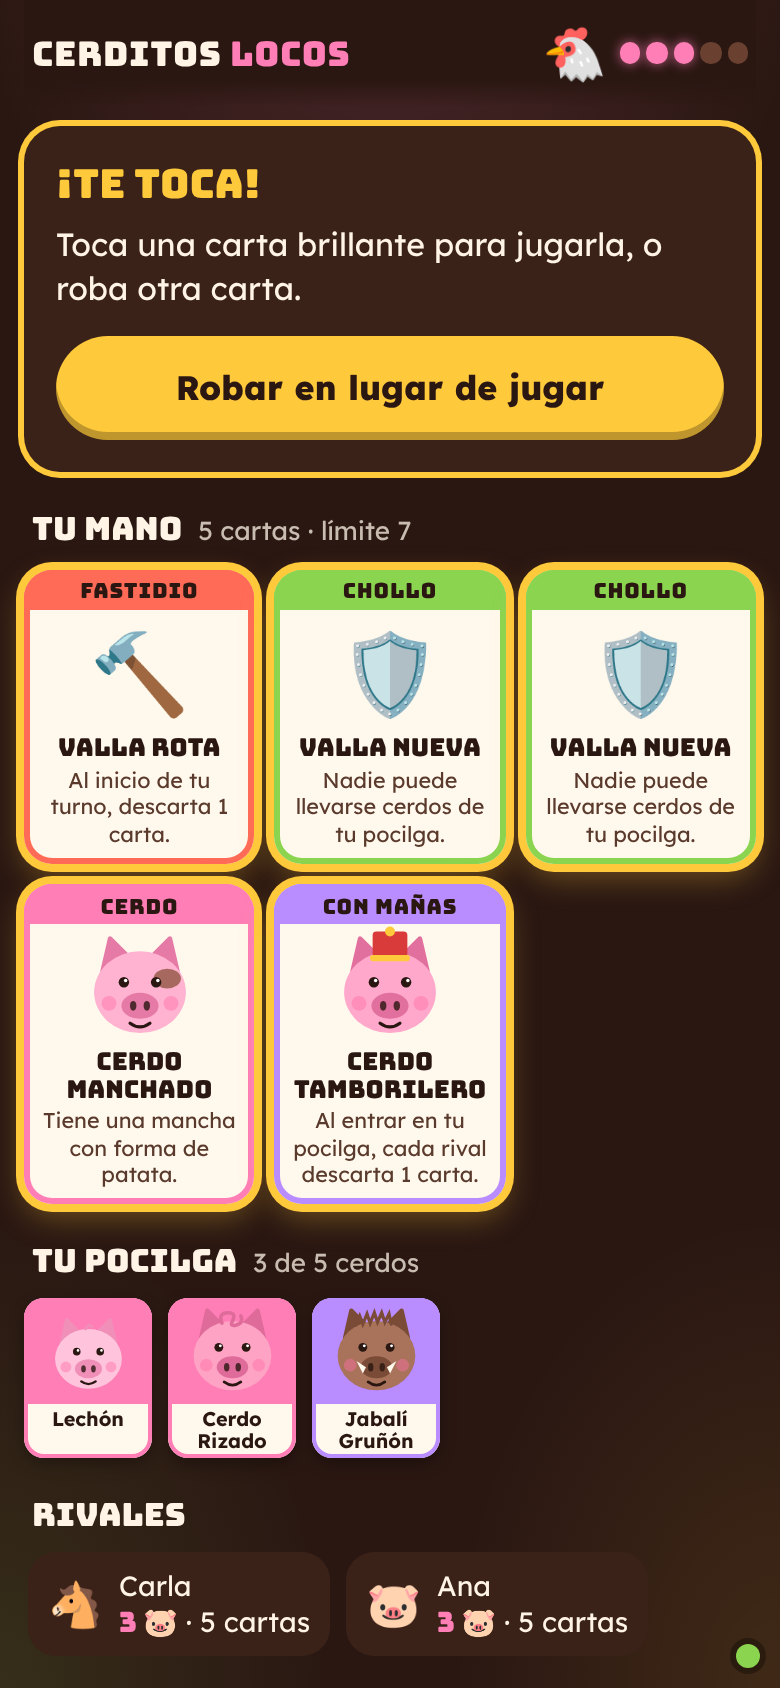 CERDITOS LOCOS
¡TE TOCA!
Toca una carta brillante para jugarla, o
roba otra carta.
Robar en lugar de jugar
TU MANO 5 cartas · límite 7
FASTIDIO
VALLA ROTA
Al inicio de tu
turno, descarta 1
carta.
CHOLLO
VALLA NUEVA
Nadie puede
llevarse cerdos de
tu pocilga.
CHOLLO
VALLA NUEVA
Nadie puede
llevarse cerdos de
tu pocilga.
CERDO
CERDO
MANCHADO
Tiene una mancha
con forma de
patata.
CON MAÑAS
CERDO
TAMBORILERO
Al entrar en tu
pocilga, cada rival
descarta 1 carta.
TU POCILGA 3 de 5 cerdos
Lechón
Cerdo
Rizado
Jabalí
Gruñón
RIVALES
Carla
3 · 5 cartas
Ana
3 · 5 cartas